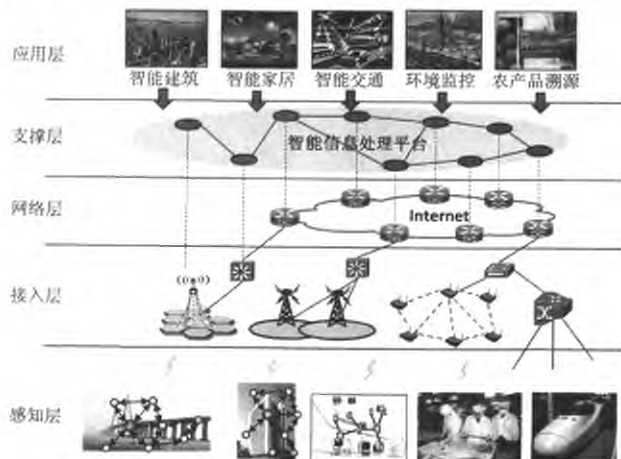 应用层
智能建筑 智能家居 智能交通 环境监控 农产品溯源
支撑层
智能信息处理平台
网络层
Internet
接入层
感知层